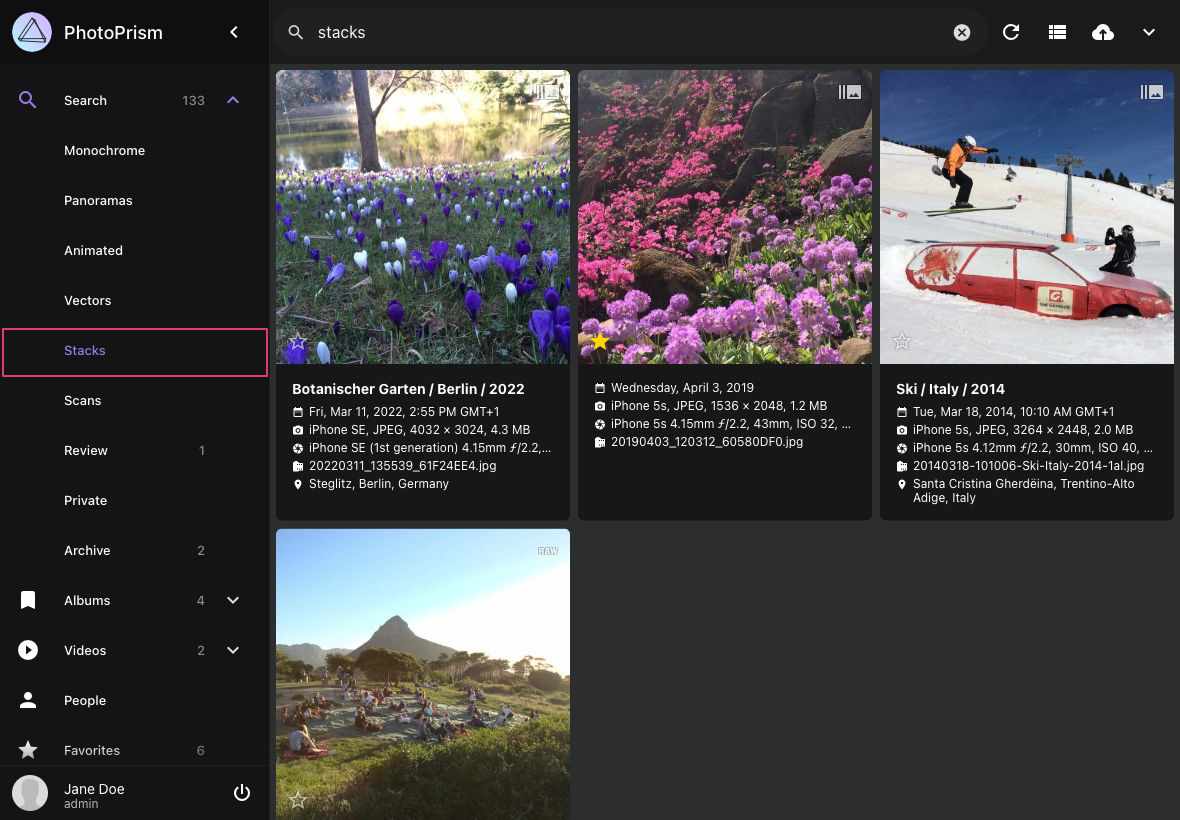 PhotoPrism
stacks
Search 133
Monochrome
Panoramas
Animated
Vectors
Stacks
Scans
Review 1
Private
Archive 2
Albums 4
Videos 2
People
Favorites 6
Jane Doe
admin
Botanischer Garten / Berlin / 2022
Fri, Mar 11, 2022, 2:55 PM GMT+1
iPhone SE, JPEG, 4032 × 3024, 4.3 MB
iPhone SE (1st generation) 4.15mm ƒ/2.2,...
20220311_135539_61F24EE4.jpg
Steglitz, Berlin, Germany
Wednesday, April 3, 2019
iPhone 5s, JPEG, 1536 × 2048, 1.2 MB
iPhone 5s 4.15mm ƒ/2.2, 43mm, ISO 32, ...
20190403_120312_60580DF0.jpg
Ski / Italy / 2014
Tue, Mar 18, 2014, 10:10 AM GMT+1
iPhone 5s, JPEG, 3264 × 2448, 2.0 MB
iPhone 5s 4.12mm ƒ/2.2, 30mm, ISO 40, ...
20140318-101006-Ski-Italy-2014-1al.jpg
Santa Cristina Gherdëina, Trentino-Alto
Adige, Italy
RAW